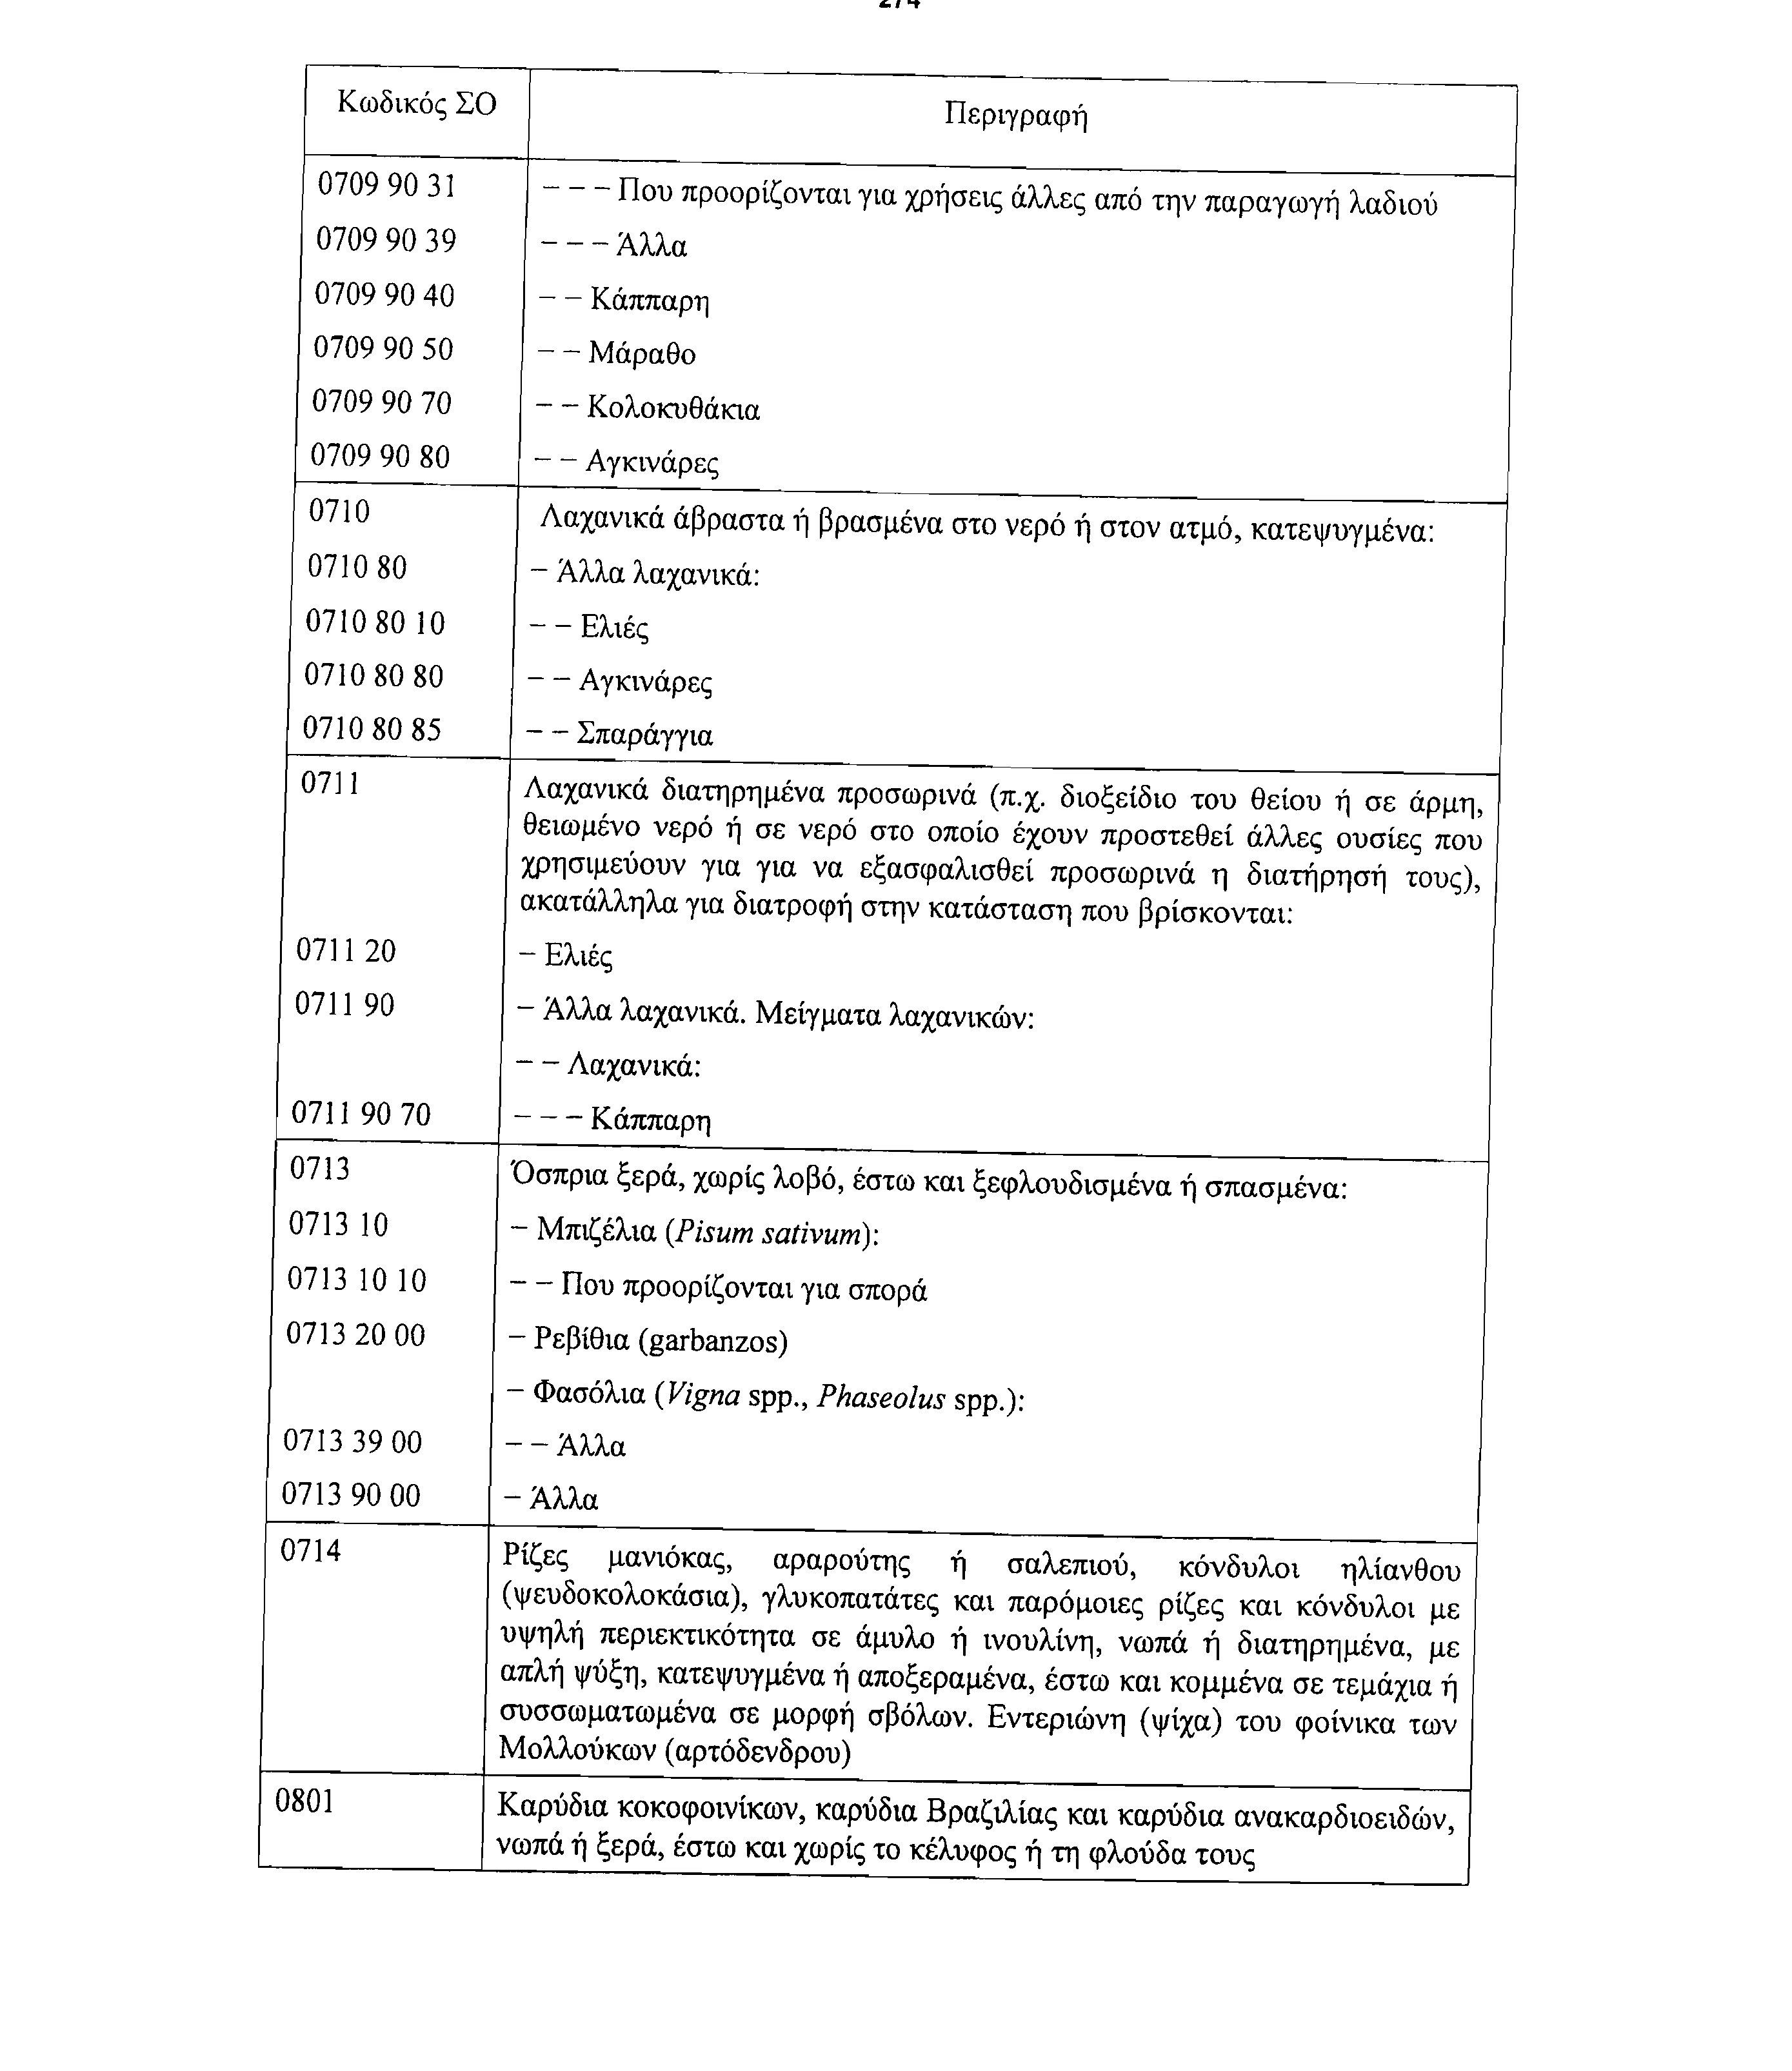 274
Κωδικός ΣΟ Περιγραφή
0709 90 31 – – – Που προορίζονται για χρήσεις άλλες από την παραγωγή λαδιού
0709 90 39 – – – Άλλα
0709 90 40 – – Κάππαρη
0709 90 50 – – Μάραθο
0709 90 70 – – Κολοκυθάκια
0709 90 80 – – Αγκινάρες
0710 Λαχανικά άβραστα ή βρασμένα στο νερό ή στον ατμό, κατεψυγμένα:
0710 80 – Άλλα λαχανικά:
0710 80 10 – – Ελιές
0710 80 80 – – Αγκινάρες
0710 80 85 – – Σπαράγγια
0711 Λαχανικά διατηρημένα προσωρινά (π.χ. διοξείδιο του θείου ή σε άρμη,
θειωμένο νερό ή σε νερό στο οποίο έχουν προστεθεί άλλες ουσίες που
χρησιμεύουν για για να εξασφαλισθεί προσωρινά η διατήρησή τους),
ακατάλληλα για διατροφή στην κατάσταση που βρίσκονται:
0711 20 – Ελιές
0711 90 – Άλλα λαχανικά. Μείγματα λαχανικών:
– – Λαχανικά:
0711 90 70 – – – Κάππαρη
0713 Όσπρια ξερά, χωρίς λοβό, έστω και ξεφλουδισμένα ή σπασμένα:
0713 10 – Μπιζέλια (Pisum sativum):
0713 10 10 – – Που προορίζονται για σπορά
0713 20 00 – Ρεβίθια (garbanzos)
– Φασόλια (Vigna spp., Phaseolus spp.):
0713 39 00 – – Άλλα
0713 90 00 – Άλλα
0714 Ρίζες μανιόκας, αραρούτης ή σαλεπιού, κόνδυλοι ηλίανθου
(ψευδοκολοκάσια), γλυκοπατάτες και παρόμοιες ρίζες και κόνδυλοι με
υψηλή περιεκτικότητα σε άμυλο ή ινουλίνη, νωπά ή διατηρημένα, με
απλή ψύξη, κατεψυγμένα ή αποξεραμένα, έστω και κομμένα σε τεμάχια ή
συσσωματωμένα σε μορφή σβόλων. Εντεριώνη (ψίχα) του φοίνικα των
Μολλούκων (αρτόδενδρου)
0801 Καρύδια κοκοφοινίκων, καρύδια Βραζιλίας και καρύδια ανακαρδιοειδών,
νωπά ή ξερά, έστω και χωρίς το κέλυφος ή τη φλούδα τους